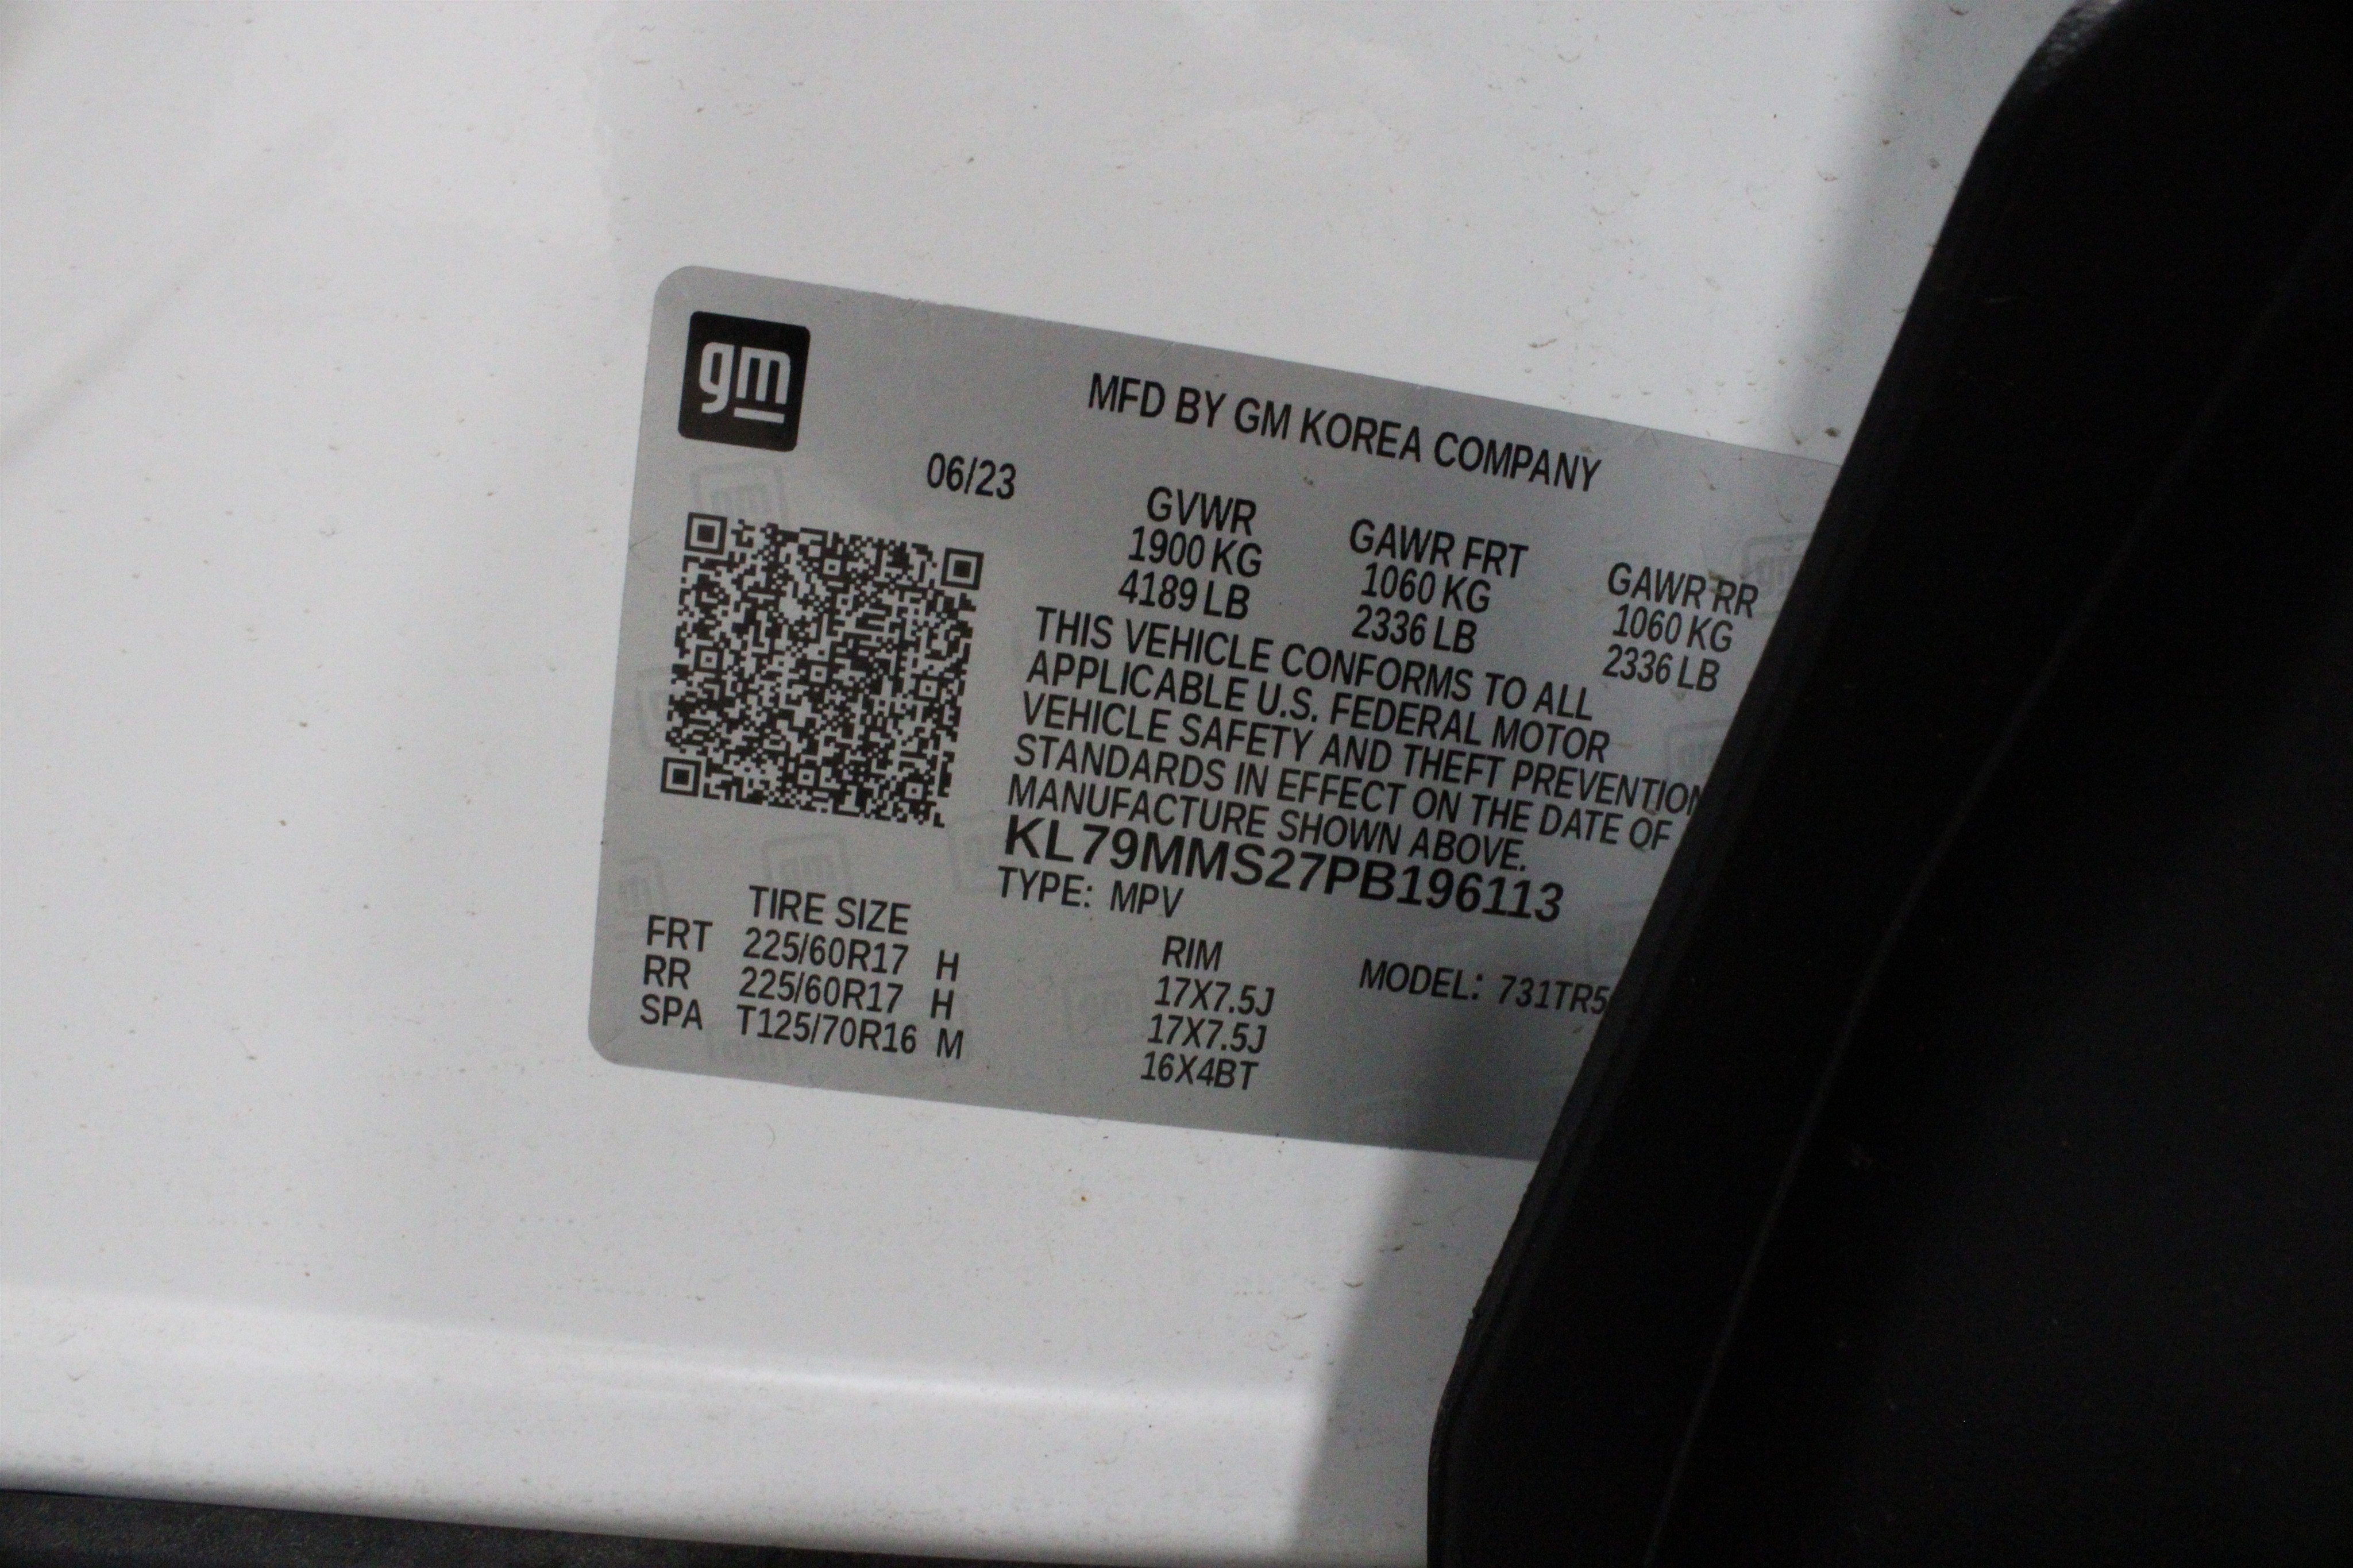 gm
MFD BY GM KOREA COMPANY
06/23
GVWR GAWR FRT GAWR RR
1900 KG 1060 KG 1060 KG
4189 LB 2336 LB 2336 LB
THIS VEHICLE CONFORMS TO ALL
APPLICABLE U.S. FEDERAL MOTOR
VEHICLE SAFETY AND THEFT PREVENTION
STANDARDS IN EFFECT ON THE DATE OF
MANUFACTURE SHOWN ABOVE.
KL79MMS27PB196113
TYPE: MPV
TIRE SIZE RIM MODEL: 731TR5
FRT 225/60R17 H 17X7.5J
RR 225/60R17 H 17X7.5J
SPA T125/70R16 M 16X4BT